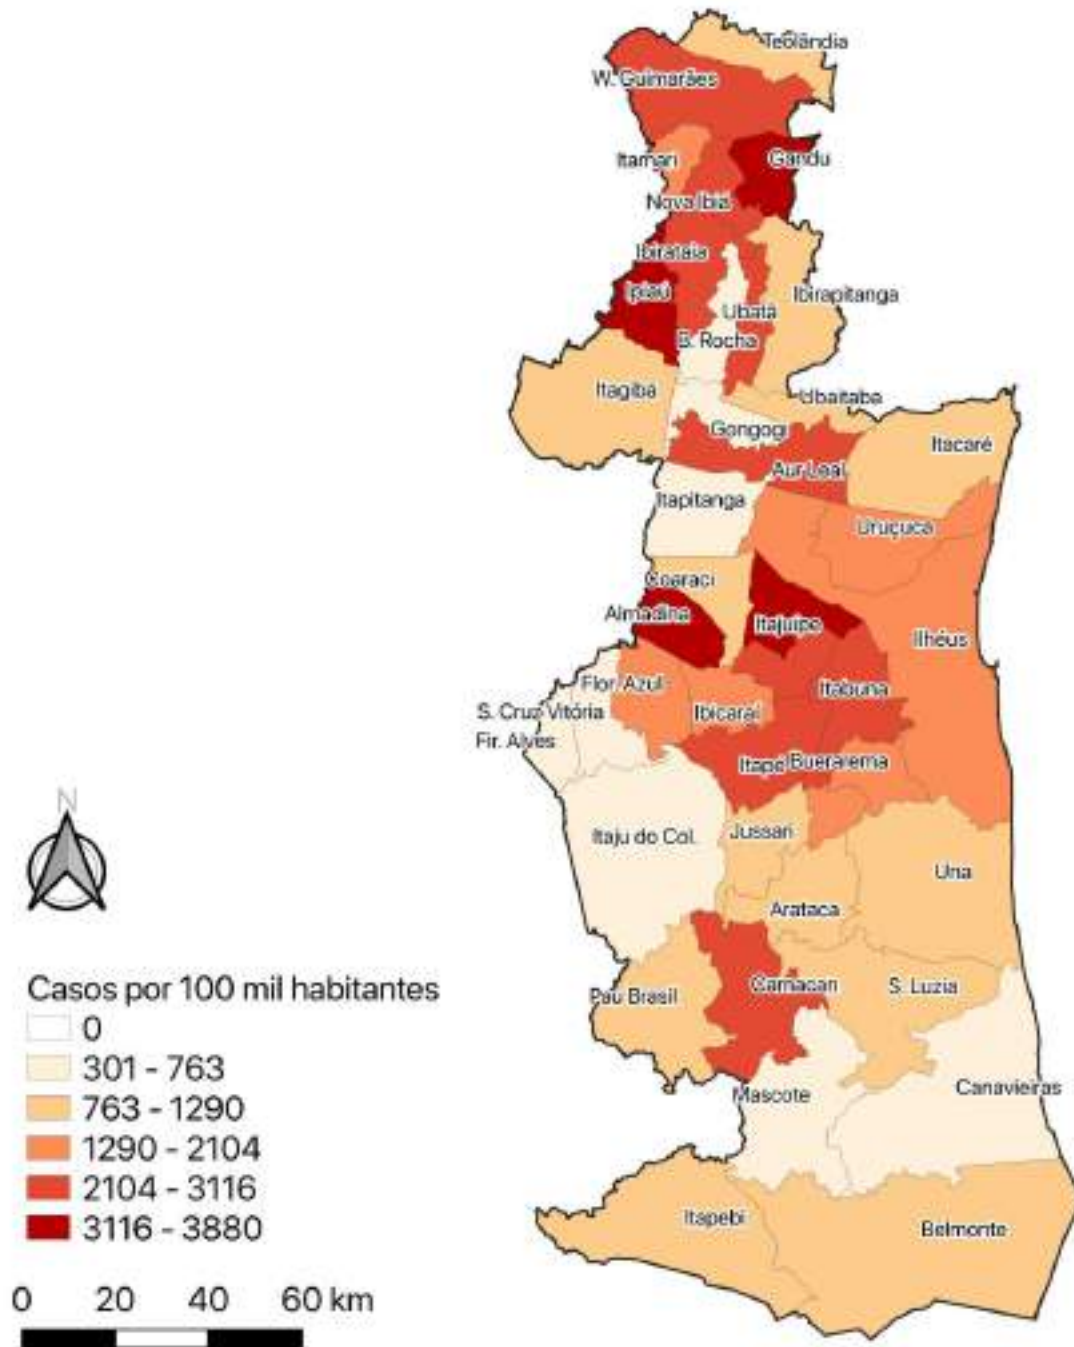 Teolândia
W. Guimarães
Itamari
Gandu
Nova Ibiá
Ibirataia
Ipiaú
Ibirapitanga
Ubatã
B. Rocha
Itagibá
Ubaitaba
Gongogi
Itacaré
Aur Leal
Itapitanga
Uruçuca
Coaraci
Almadina
Itajuípe
Ilhéus
Flor. Azul
Itabuna
S. Cruz Vitória
Ibicaraí
Fir. Alves
Itapé
Buerarema
Itaju do Col.
Jussari
Una
Arataca
Camacan
S. Luzia
Pau Brasil
Mascote
Canavieiras
Itapebi
Belmonte
N
Casos por 100 mil habitantes
0
301 - 763
763 - 1290
1290 - 2104
2104 - 3116
3116 - 3880
0 20 40 60 km